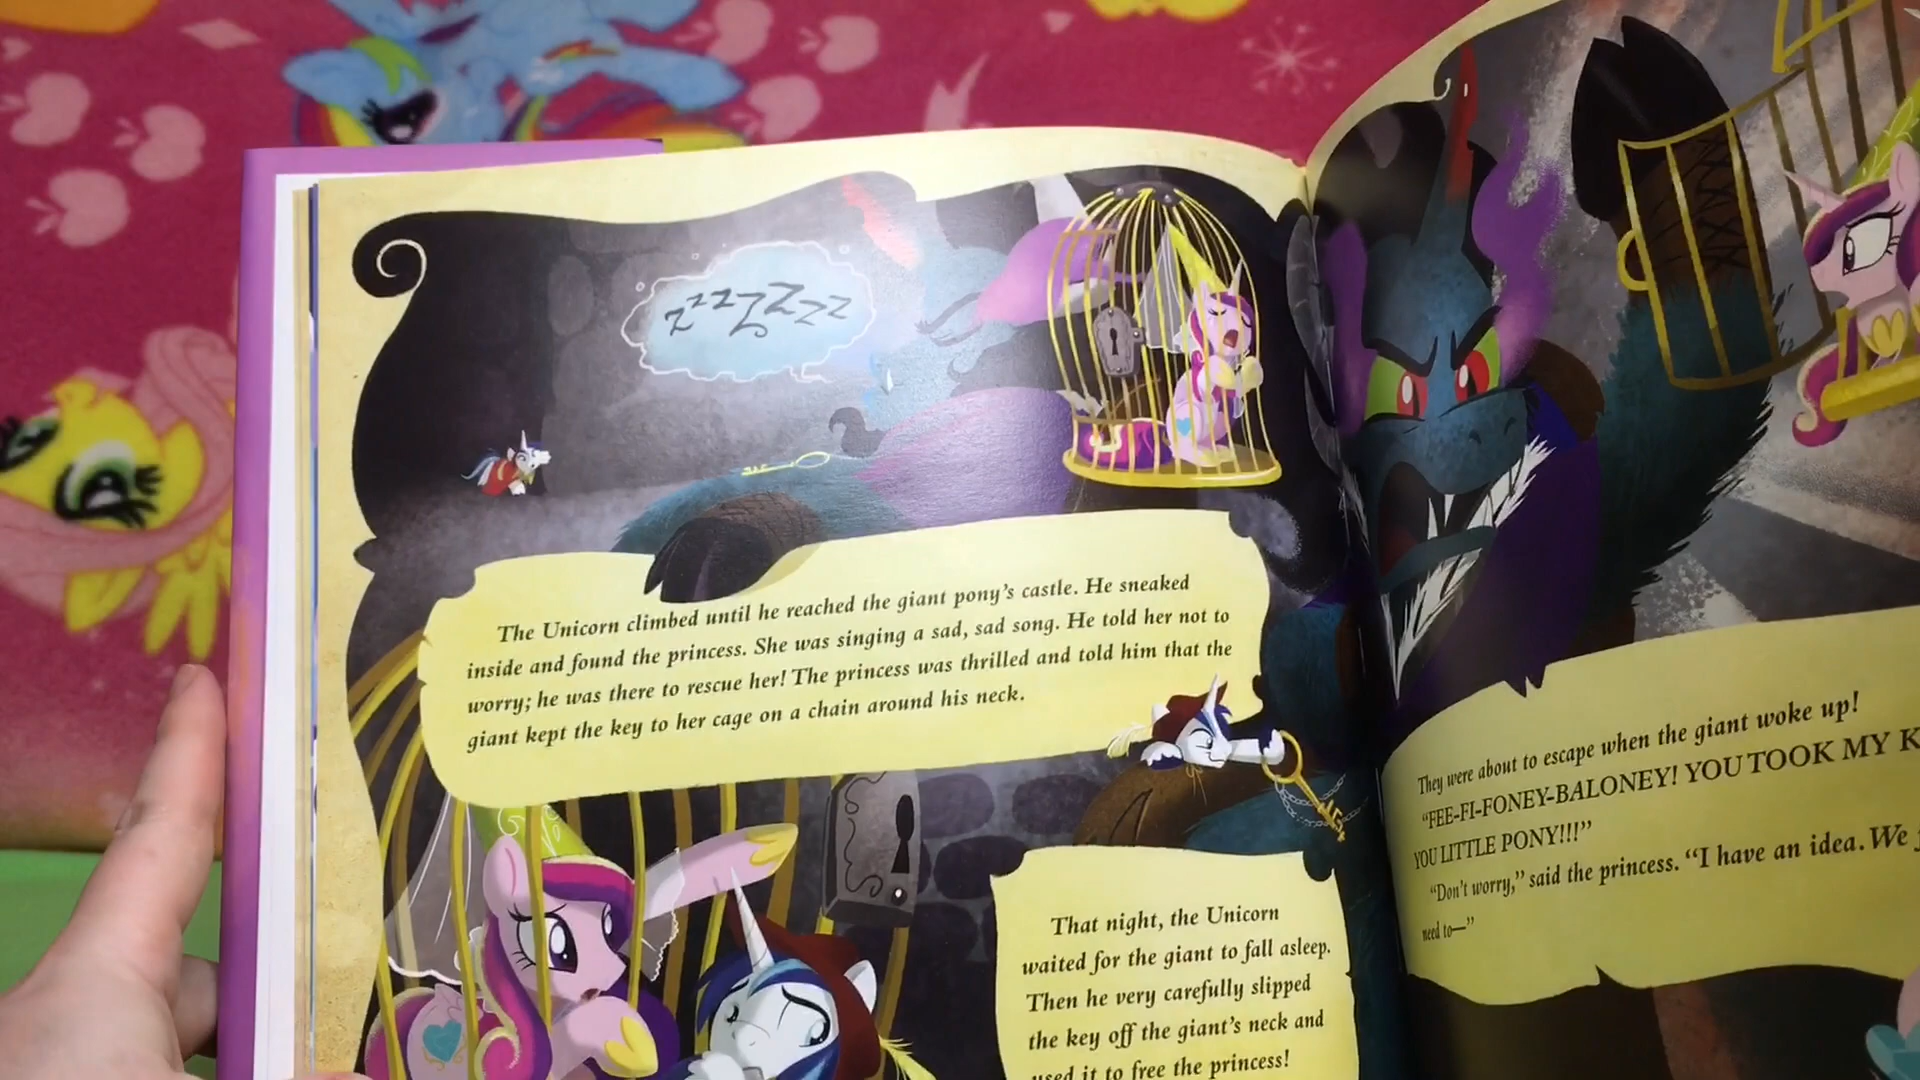 zzzzzzz
The Unicorn climbed until he reached the giant pony's castle. He sneaked
inside and found the princess. She was singing a sad, sad song. He told her not to
worry; he was there to rescue her! The princess was thrilled and told him that the
giant kept the key to her cage on a chain around his neck.
That night, the Unicorn
waited for the giant to fall asleep.
Then he very carefully slipped
the key off the giant's neck and
used it to free the princess!
They were about to escape when the giant woke up!
"FEE-FI-FONEY-BALONEY! YOU TOOK MY
YOU LITTLE PONY!!!"
"Don't worry," said the princess. "I have an idea. We
need to—"